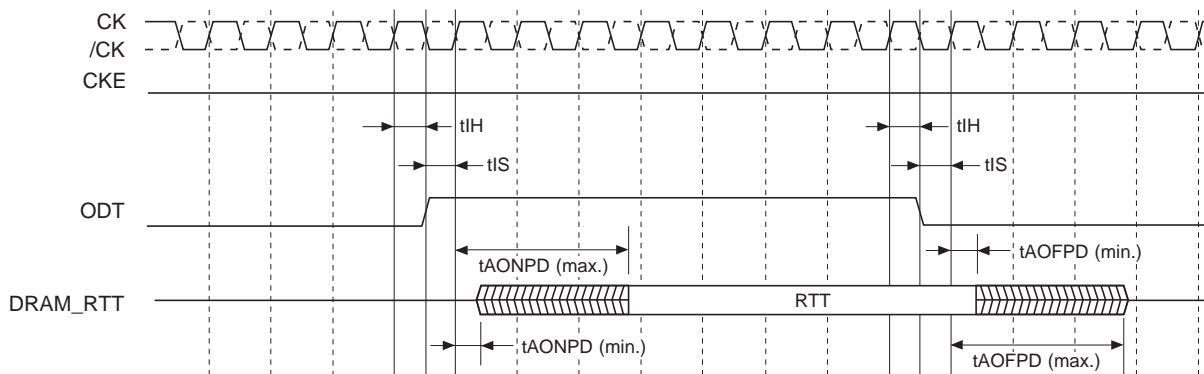 CK
/CK
CKE
tIH
tIH
tIS
tIS
ODT
tAONPD (max.)
tAOFPD (min.)
DRAM_RTT
RTT
tAONPD (min.)
tAOFPD (max.)